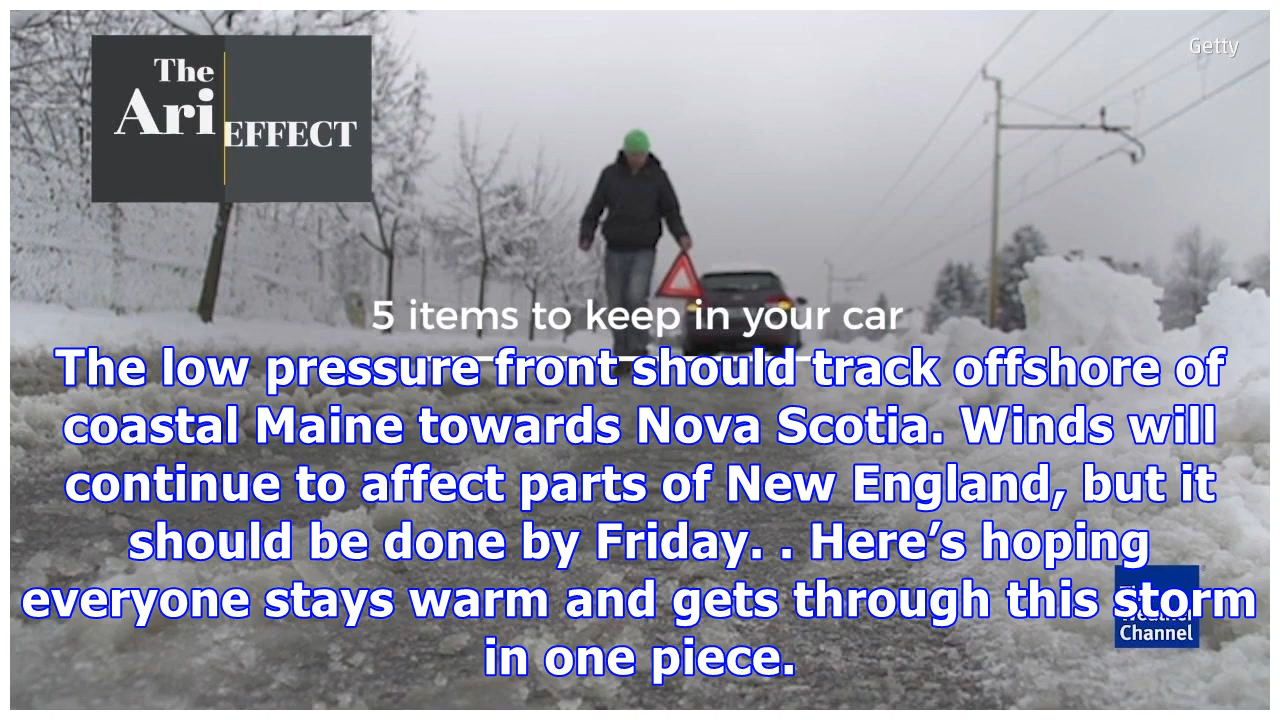 Getty
The
Ari
EFFECT
5 items to keep in your car
The low pressure front should track offshore of
coastal Maine towards Nova Scotia. Winds will
continue to affect parts of New England, but it
should be done by Friday. . Here’s hoping
everyone stays warm and gets through this storm
in one piece.
Channel